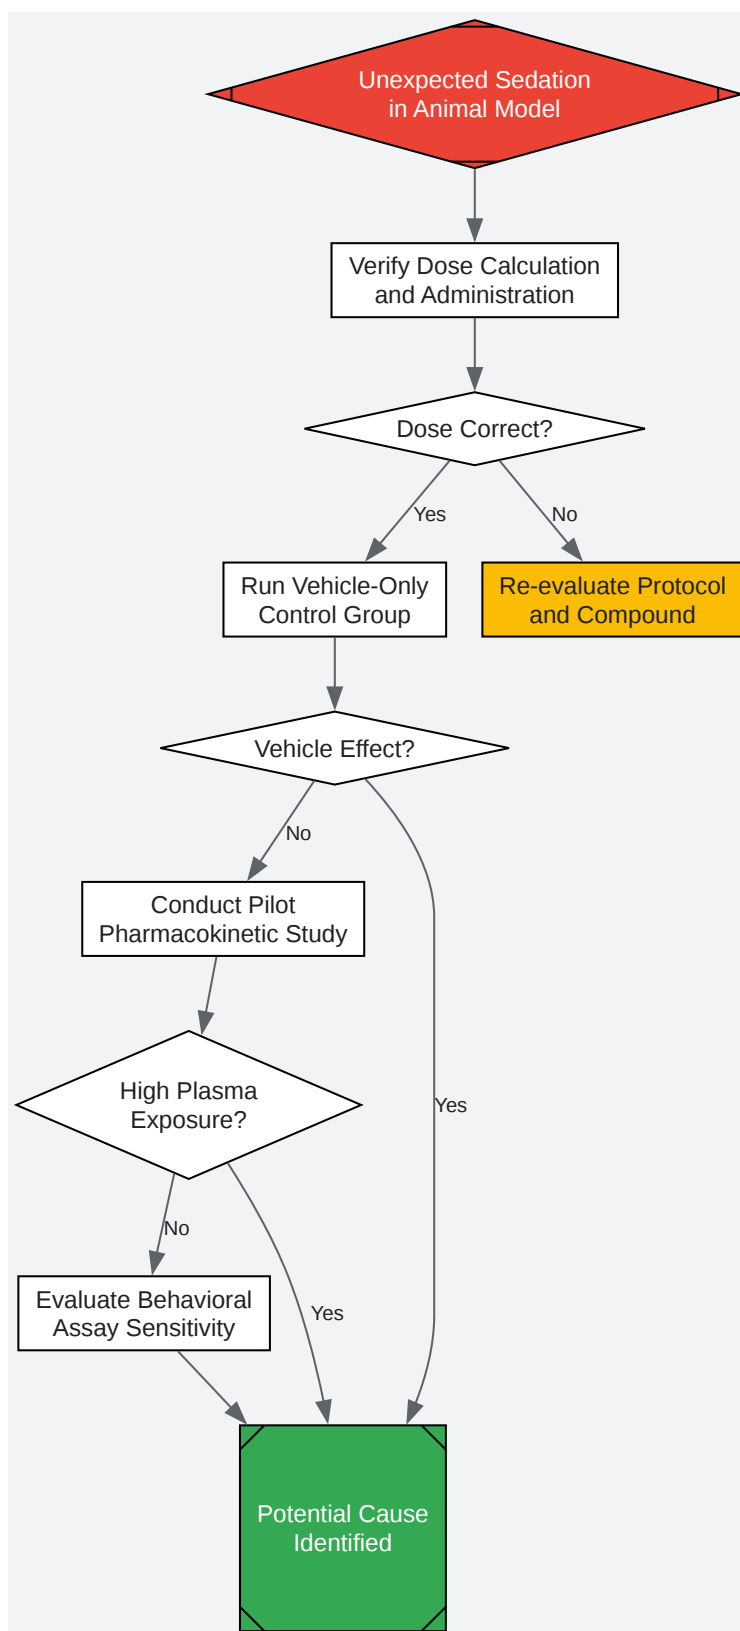 Unexpected Sedation
in Animal Model
Verify Dose Calculation
and Administration
Dose Correct?
Yes
No
Run Vehicle-Only
Control Group
Re-evaluate Protocol
and Compound
Vehicle Effect?
No
Conduct Pilot
Pharmacokinetic Study
High Plasma
Exposure?
Yes
No
Evaluate Behavioral
Assay Sensitivity
Yes
Potential Cause
Identified